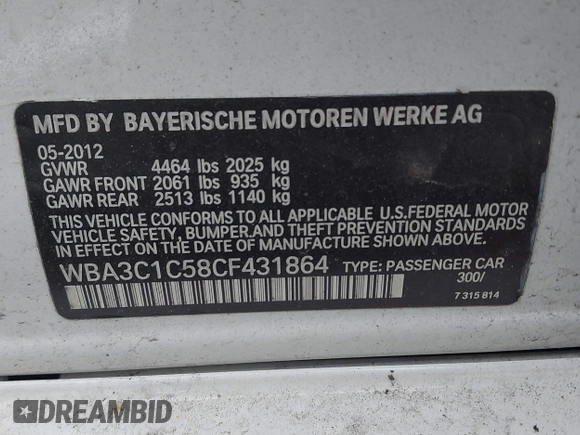 MFD BY BAYERISCHE MOTOREN WERKE AG
05-2012
GVWR 4464 lbs 2025 kg
GAWR FRONT 2061 lbs 935 kg
GAWR REAR 2513 lbs 1140 kg
THIS VEHICLE CONFORMS TO ALL APPLICABLE U.S.FEDERAL MOTOR
VEHICLE SAFETY, BUMPER,AND THEFT PREVENTION STANDARDS
IN EFFECT ON THE DATE OF MANUFACTURE SHOWN ABOVE.
WBA3C1C58CF431864 TYPE: PASSENGER CAR
300/
7 315 814
DREAMBID